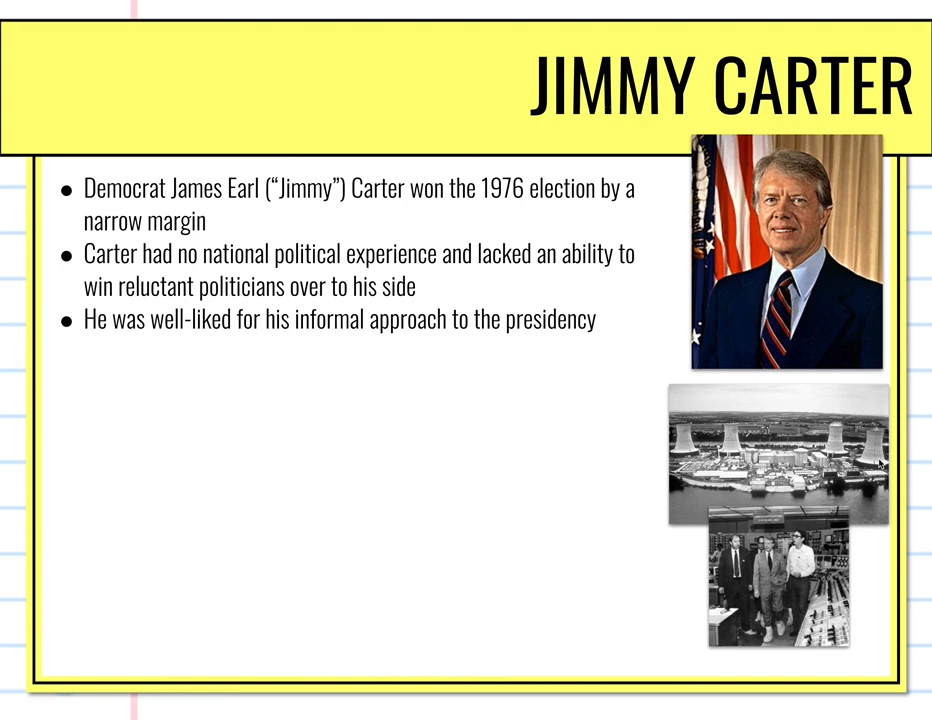 JIMMY CARTER
● Democrat James Earl (“Jimmy”) Carter won the 1976 election by a
narrow margin
● Carter had no national political experience and lacked an ability to
win reluctant politicians over to his side
● He was well-liked for his informal approach to the presidency